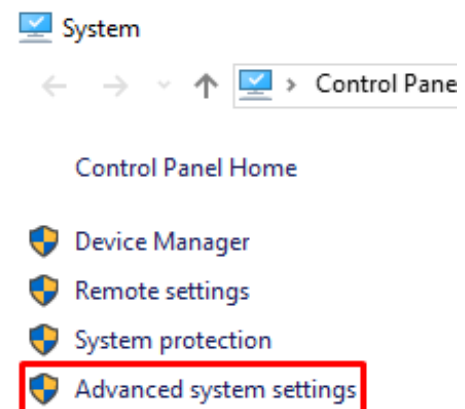 System
Control Pane
Control Panel Home
Device Manager
Remote settings
System protection
Advanced system settings